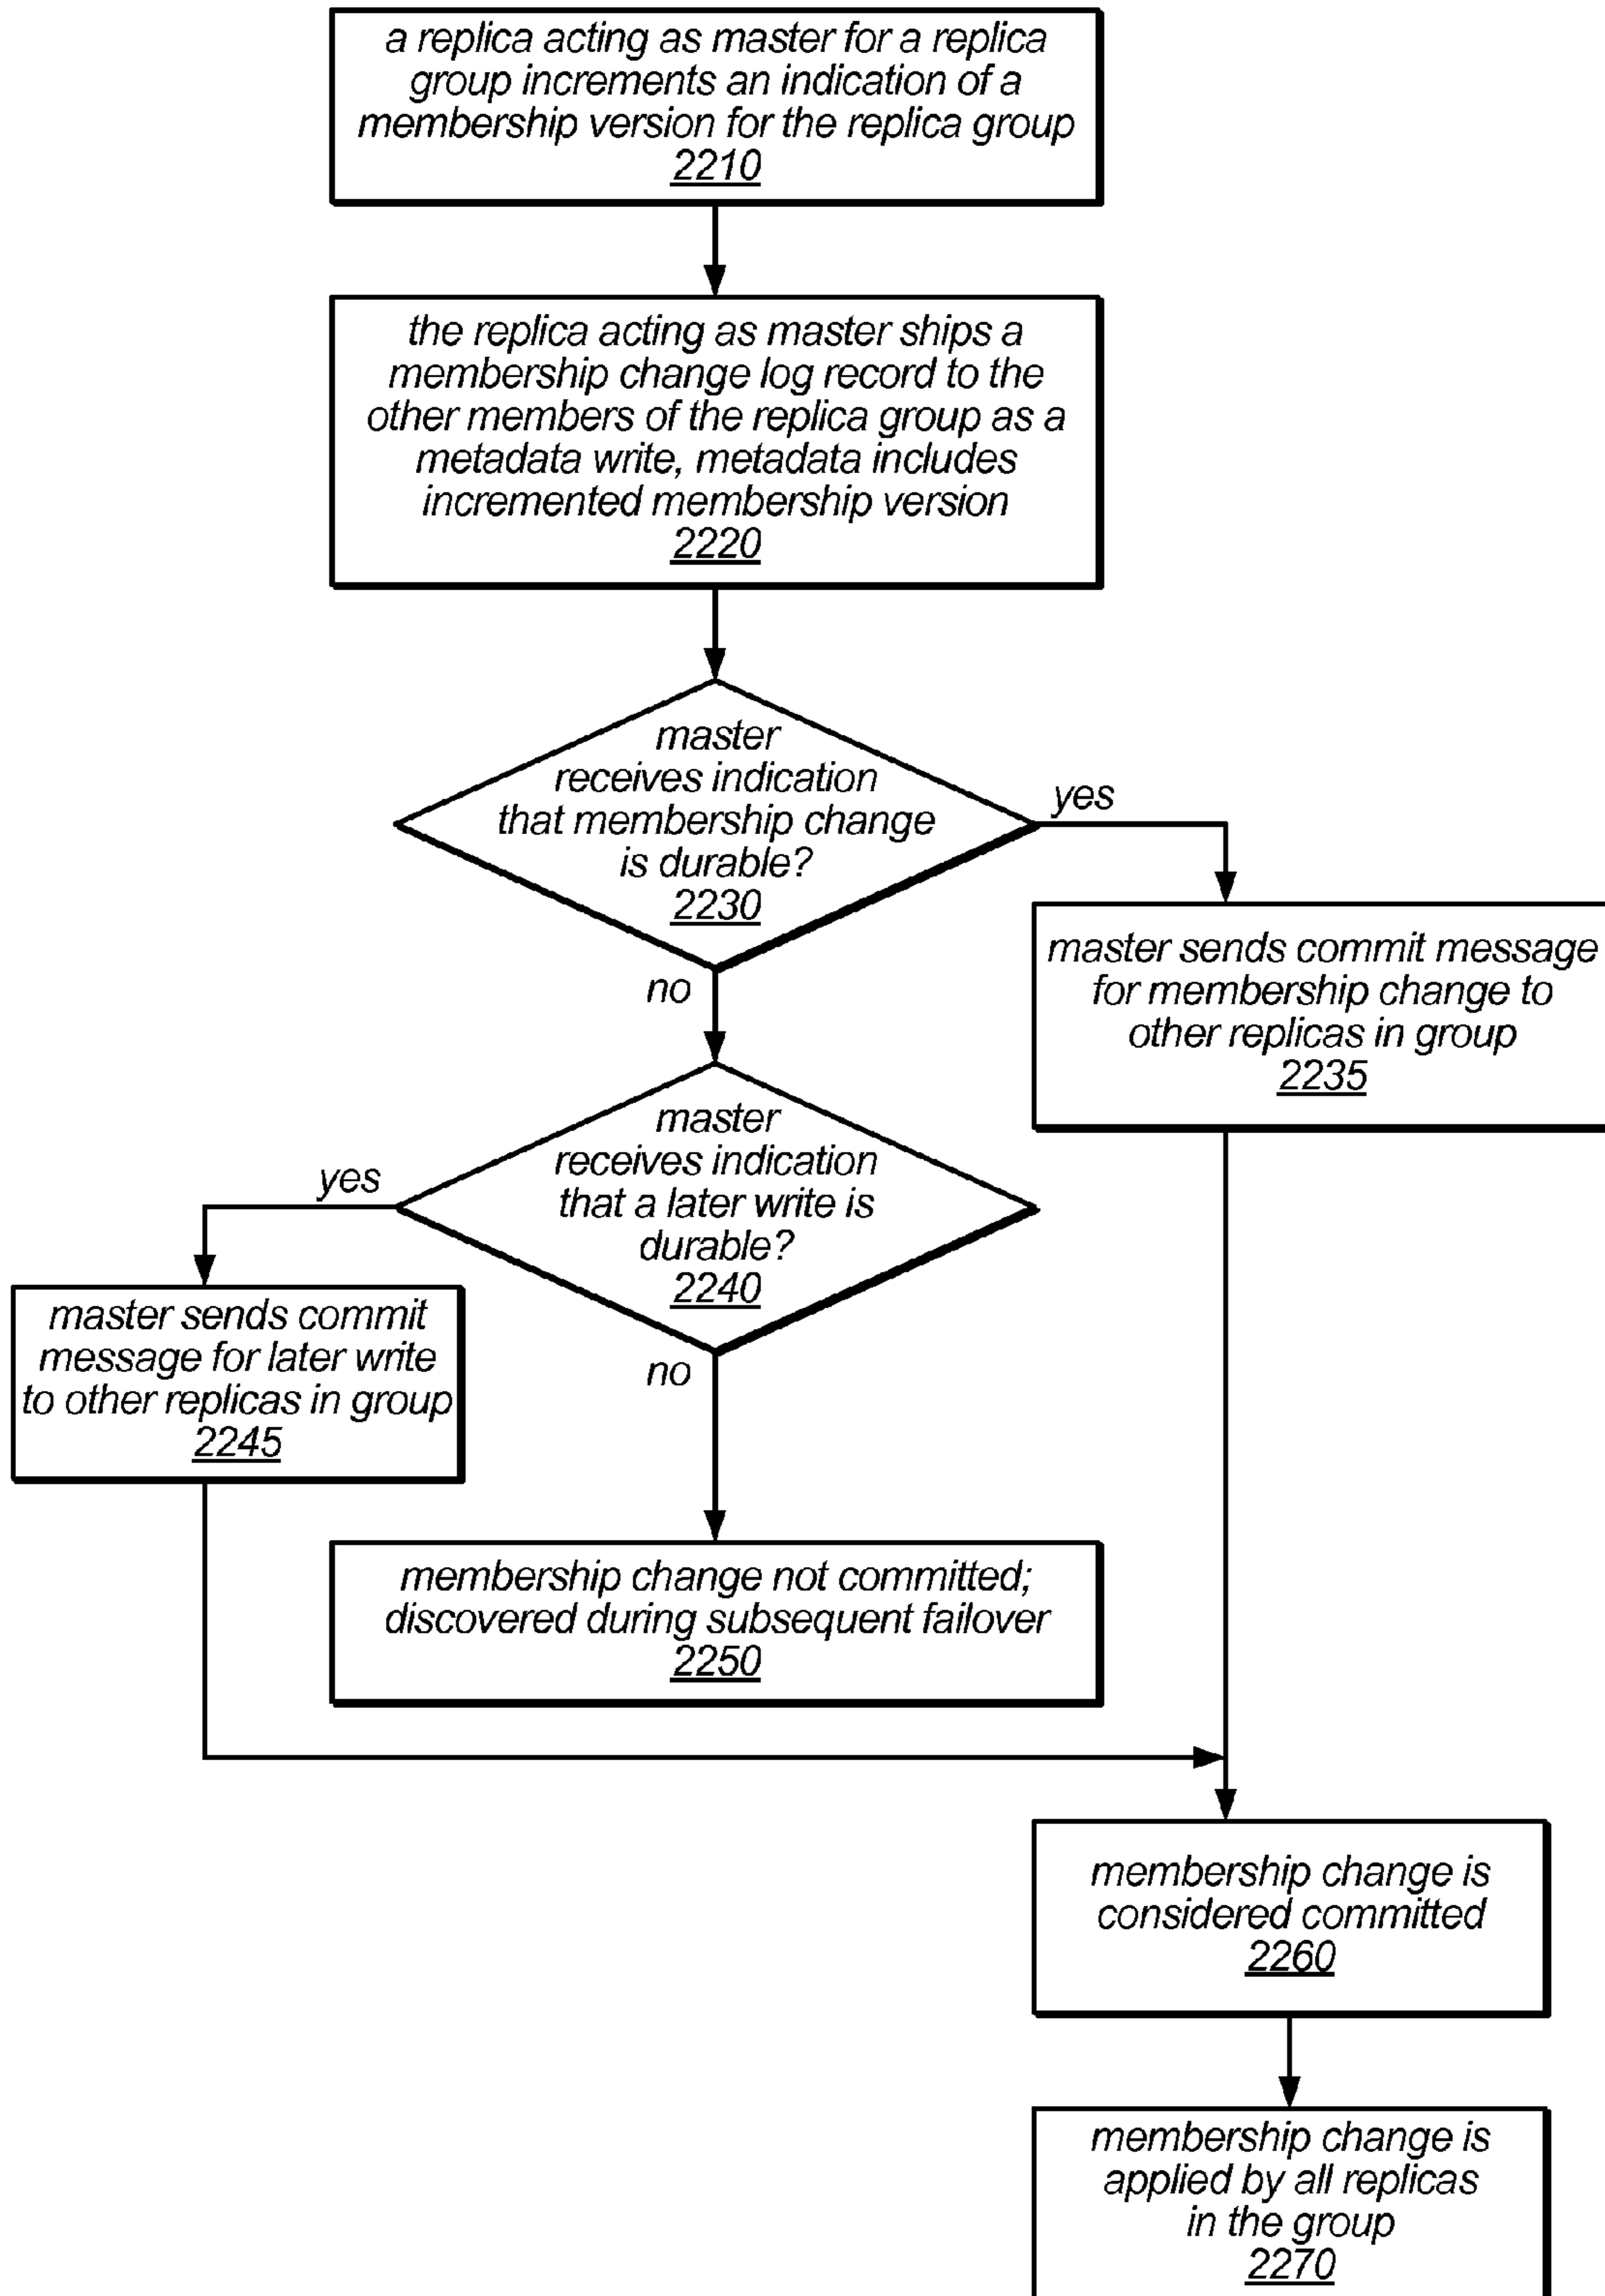 a replica acting as master for a replica
group increments an indication of a
membership version for the replica group
2210
the replica acting as master ships a
membership change log record to the
other members of the replica group as a
metadata write, metadata includes
incremented membership version
2220
master
receives indication
that membership change
is durable?
2230
yes
no
master sends commit message
for membership change to
other replicas in group
2235
master
receives indication
that a later write is
durable?
2240
yes
no
master sends commit
message for later write
to other replicas in group
2245
membership change not committed;
discovered during subsequent failover
2250
membership change is
considered committed
2260
membership change is
applied by all replicas
in the group
2270